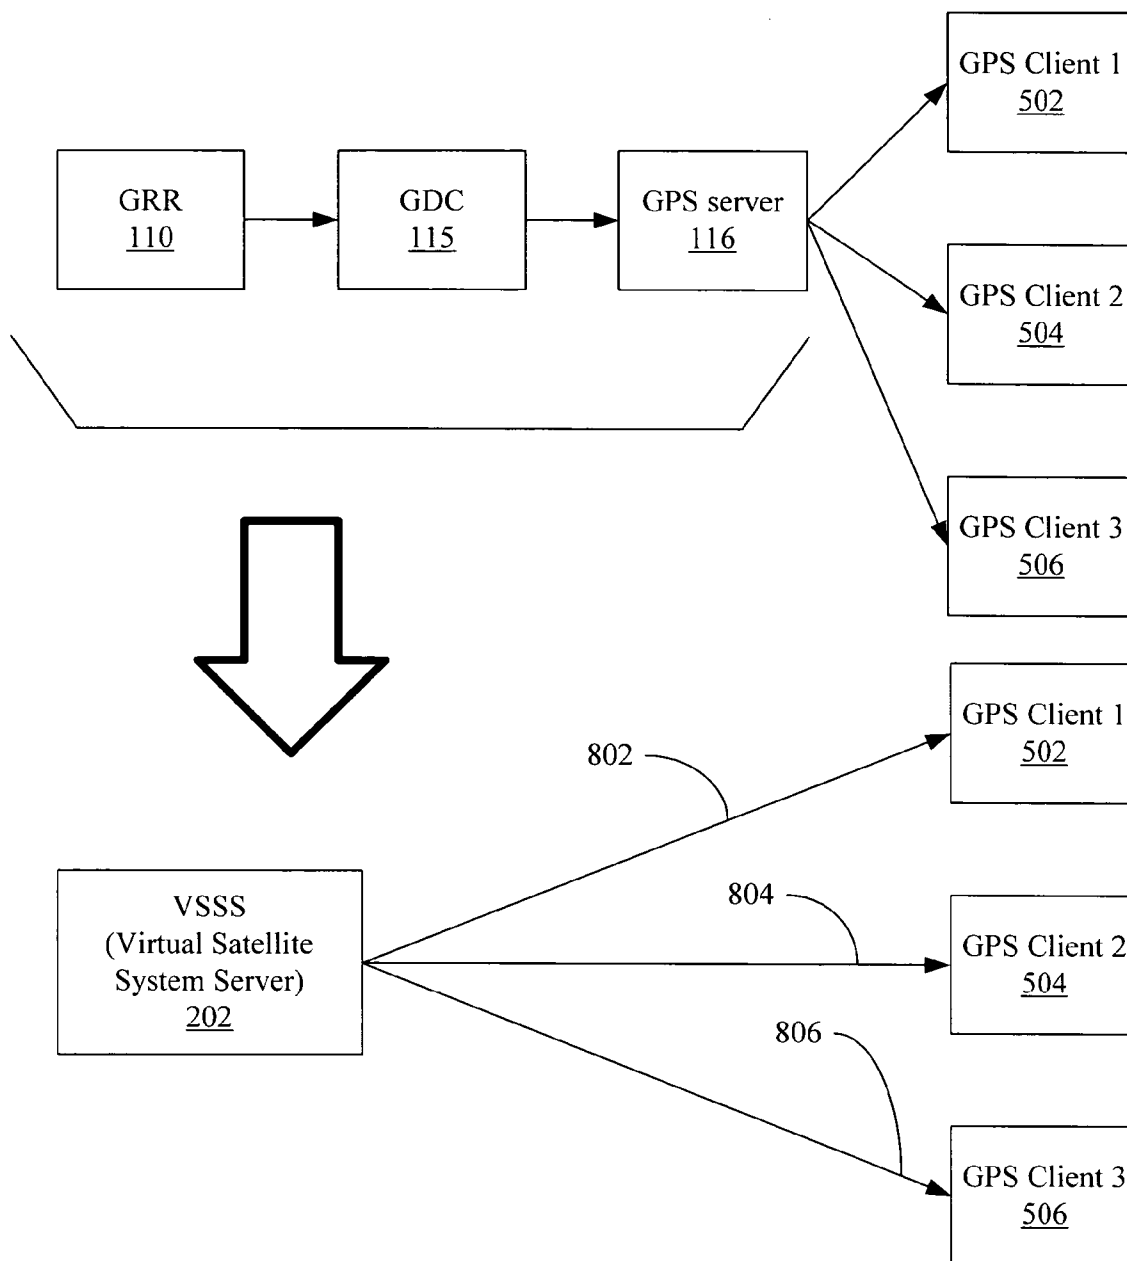 GPS Client 1
502
GRR
110
GDC
115
GPS server
116
GPS Client 2
504
GPS Client 3
506
GPS Client 1
502
802
VSSS
(Virtual Satellite
System Server)
202
804
GPS Client 2
504
806
GPS Client 3
506